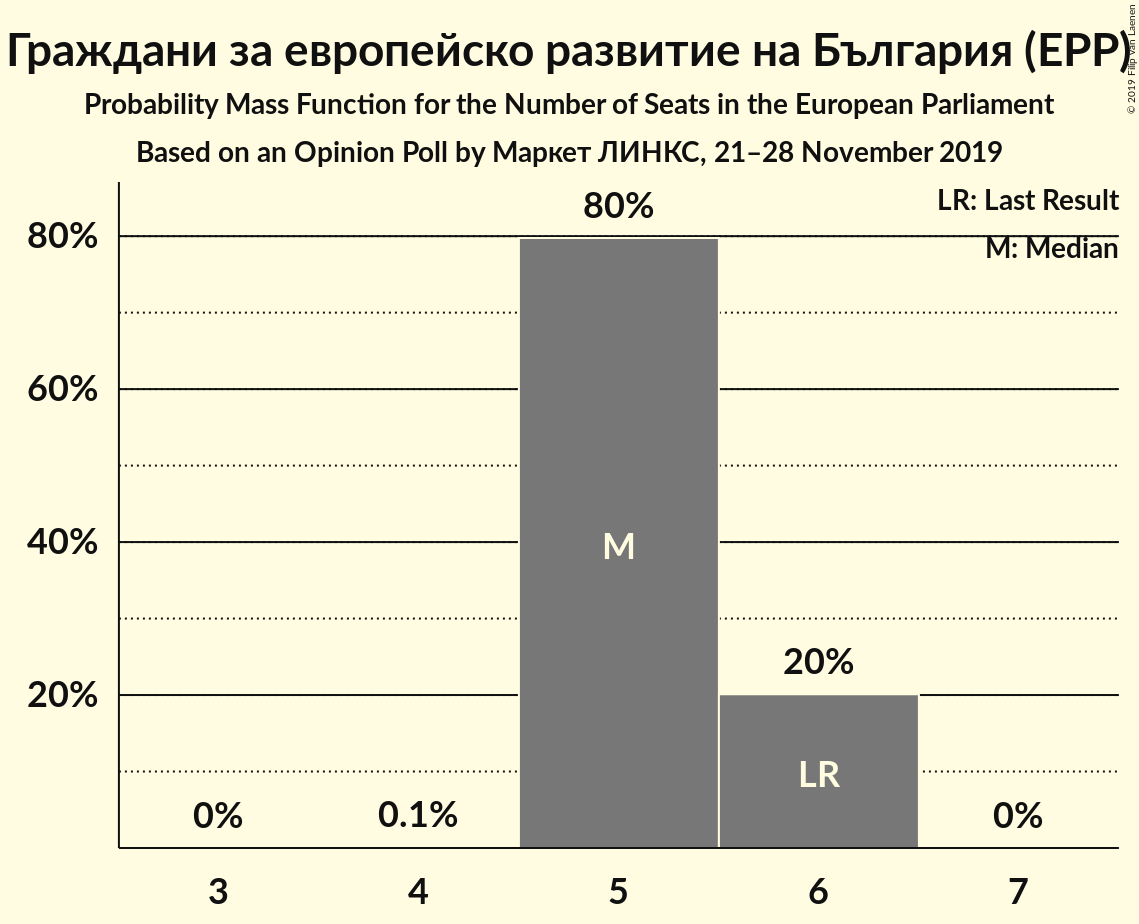 Граждани за европейско развитие на България (EPP)
© 2019 Filip van Laenen
Probability Mass Function for the Number of Seats in the European Parliament
Based on an Opinion Poll by Маркет ЛИНКС, 21–28 November 2019
LR: Last Result
M: Median
80%
80%
60%
40%
M
20%
20%
LR
0%
0.1%
0%
3
4
5
6
7